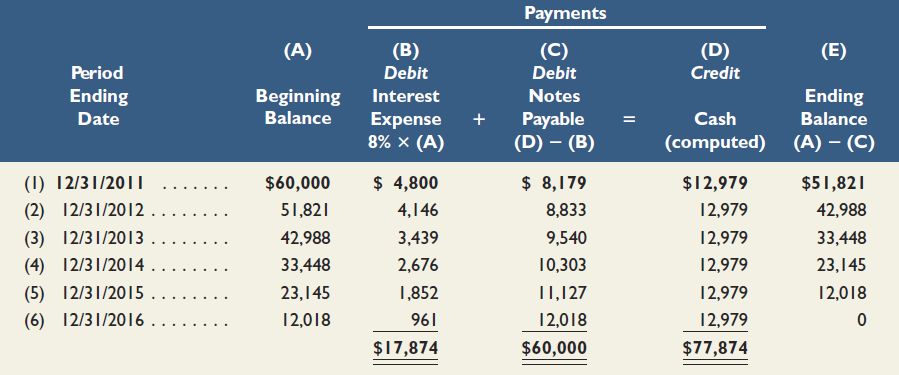 Payments
(A) (B) (C) (D) (E)
Period Debit Debit Credit
Ending Beginning Interest Notes Ending
Date Balance Expense + Payable = Cash Balance
8% × (A) (D) – (B) (computed) (A) – (C)
(1) 12/31/2011 ....... $60,000 $ 4,800 $ 8,179 $12,979 $51,821
(2) 12/31/2012 ........ 51,821 4,146 8,833 12,979 42,988
(3) 12/31/2013 ........ 42,988 3,439 9,540 12,979 33,448
(4) 12/31/2014 ........ 33,448 2,676 10,303 12,979 23,145
(5) 12/31/2015 ........ 23,145 1,852 11,127 12,979 12,018
(6) 12/31/2016 ........ 12,018 961 12,018 12,979 0
$17,874 $60,000 $77,874